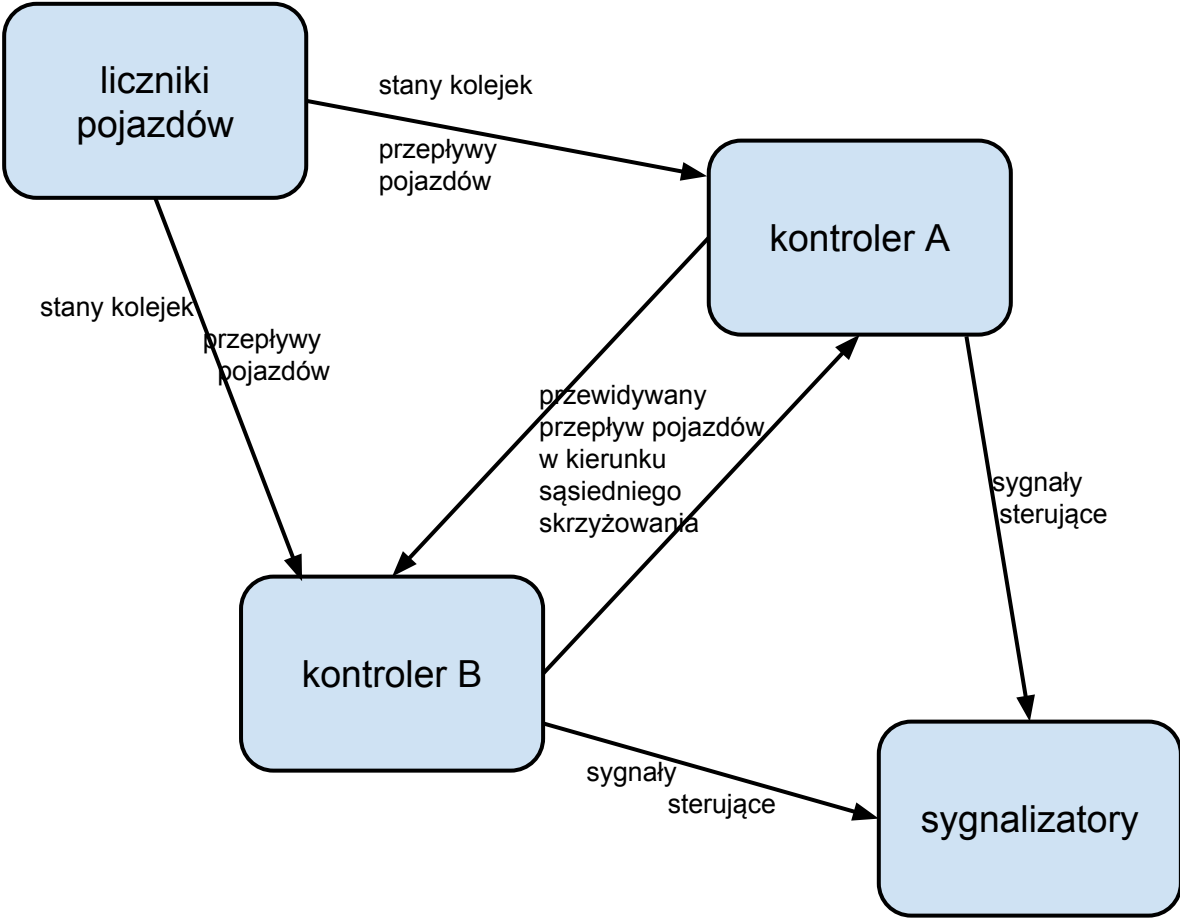 liczniki
pojazdów
stany kolejek
przepływy
pojazdów
kontroler A
stany kolejek
przepływy
pojazdów
przewidywany
przepływ pojazdów
w kierunku
sąsiedniego
skrzyżowania
sygnały
sterujące
kontroler B
sygnały
sterujące
sygnalizatory